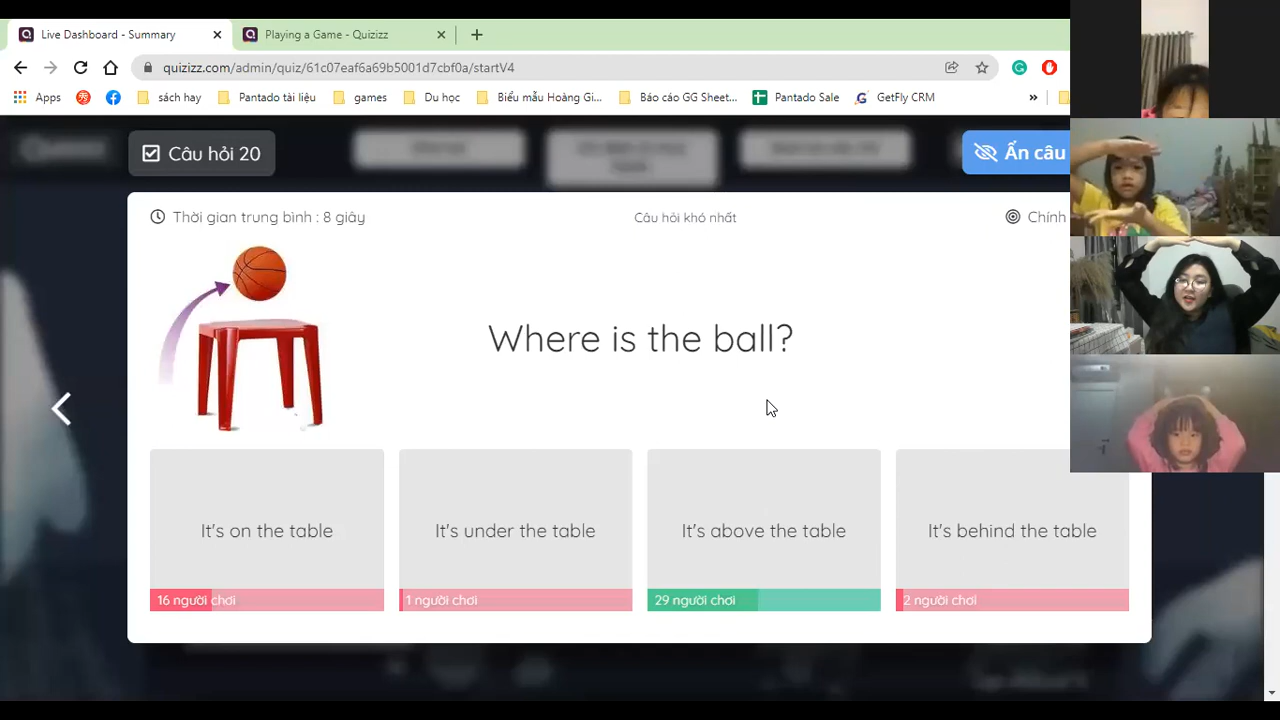 Live Dashboard - Summary
Playing a Game - Quizizz
quizizz.com/admin/quiz/61c07eaf6a69b5001d7cbf0a/startV4
Apps
sách hay
Pantado tài liệu
games
Du học
Biểu mẫu Hoàng Gi...
Báo cáo GG Sheet...
Pantado Sale
GetFly CRM
»
Câu hỏi 20
Ẩn câu
Thời gian trung bình : 8 giây
Câu hỏi khó nhất
Chính
Where is the ball?
It's on the table
It's under the table
It's above the table
It's behind the table
16 người chơi
1 người chơi
29 người chơi
2 người chơi